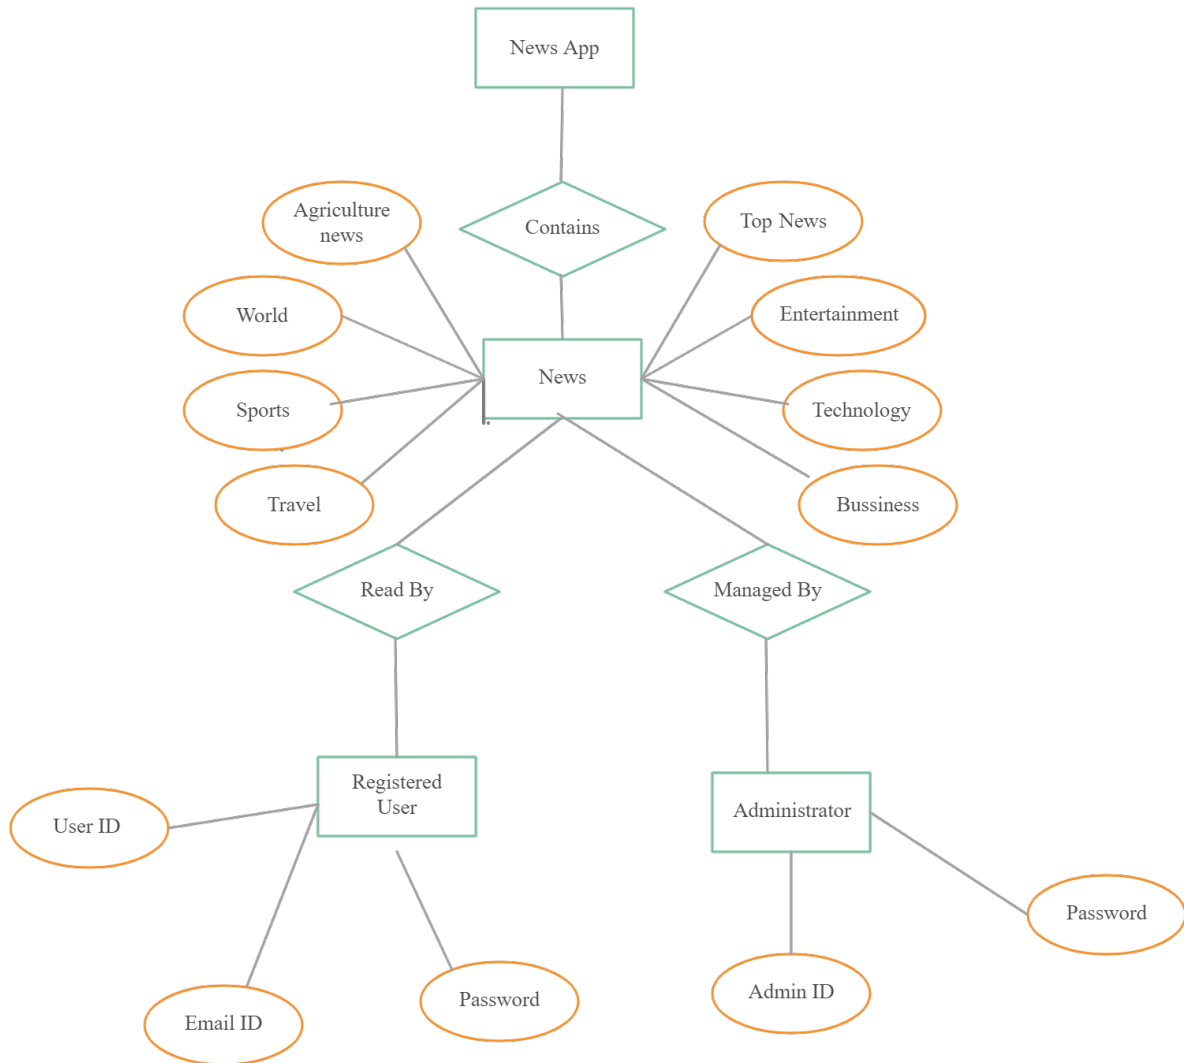 News App
Agriculture
news
Contains
Top News
World
Entertainment
News
Sports
Technology
Travel
Bussiness
Read By
Managed By
Registered
User
Administrator
User ID
Password
Email ID
Password
Admin ID